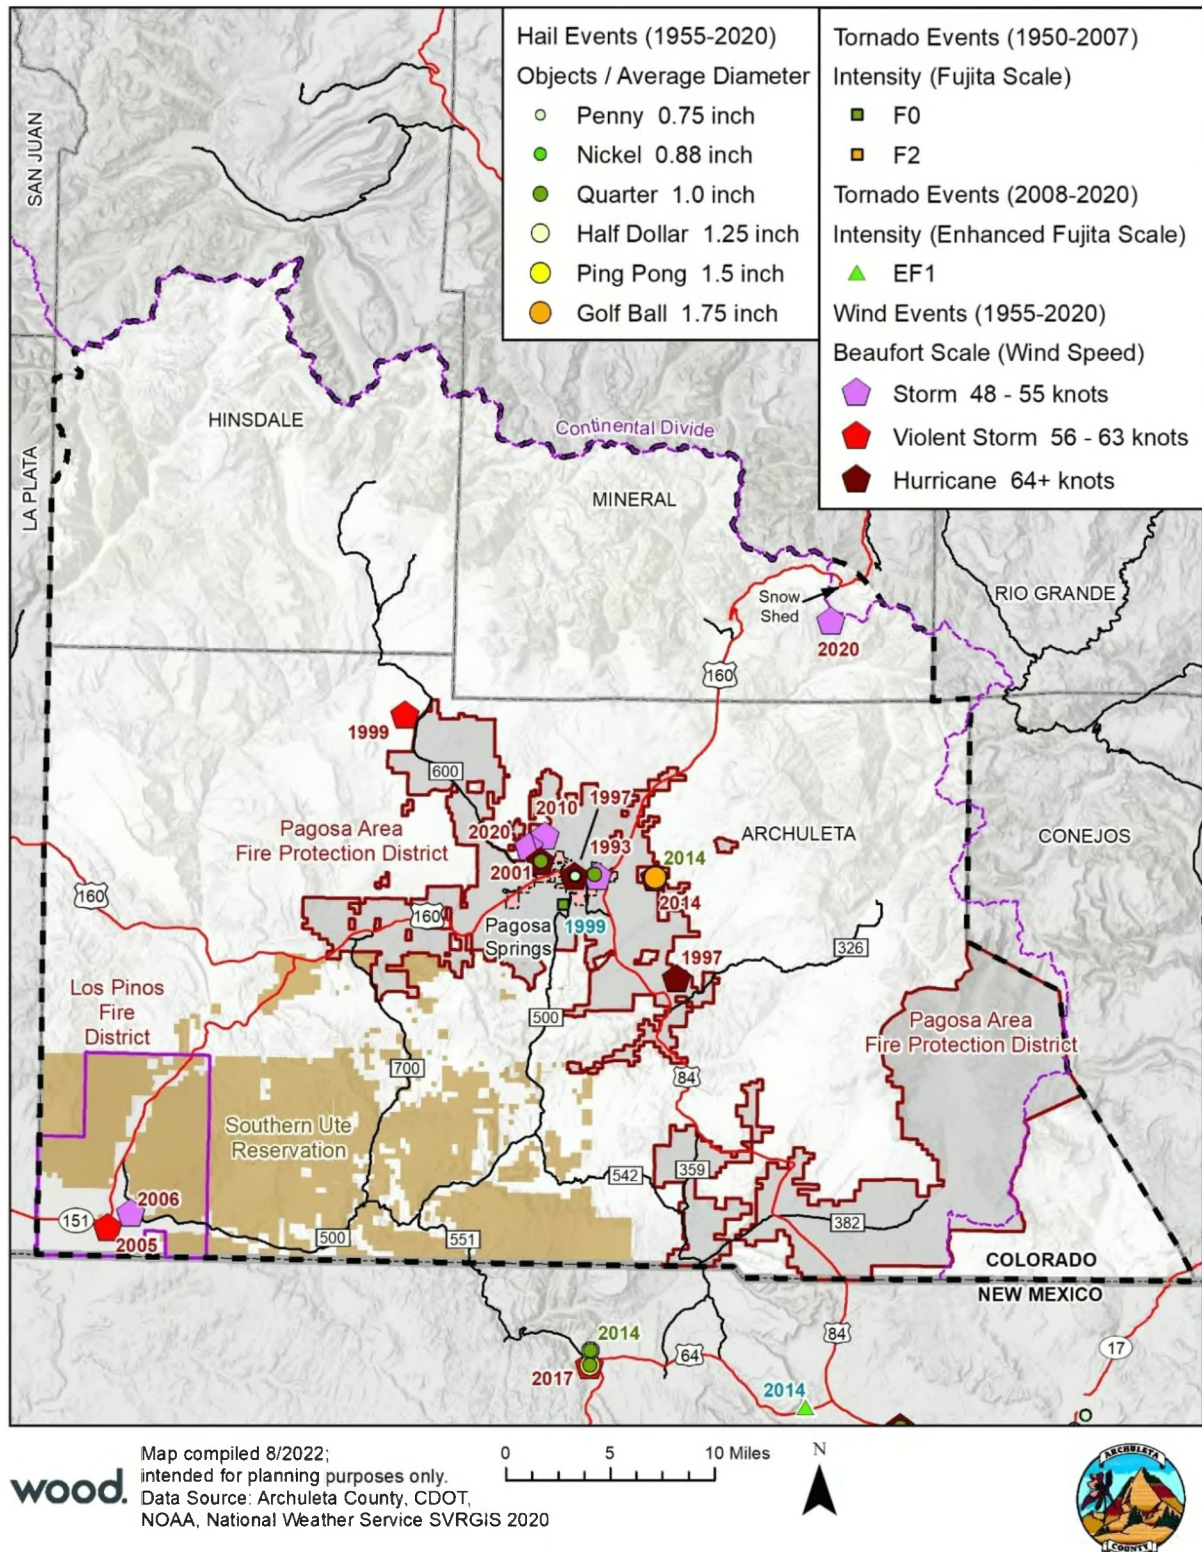 Hail Events (1955-2020)
Objects / Average Diameter
Penny 0.75 inch
Nickel 0.88 inch
Quarter 1.0 inch
Half Dollar 1.25 inch
Ping Pong 1.5 inch
Golf Ball 1.75 inch
Tornado Events (1950-2007)
Intensity (Fujita Scale)
F0
F2
Tornado Events (2008-2020)
Intensity (Enhanced Fujita Scale)
EF1
Wind Events (1955-2020)
Beaufort Scale (Wind Speed)
Storm 48 - 55 knots
Violent Storm 56 - 63 knots
Hurricane 64+ knots
SAN JUAN
LA PLATA
HINSDALE
Continental Divide
MINERAL
Snow
Shed
RIO GRANDE
2020
160
1999
600
2010
1997
2020
1993
2001
Pagosa Area
Fire Protection District
ARCHULETA
CONEJOS
2014
2014
160
160
1999
Pagosa
Springs
326
1997
Los Pinos
Fire
District
500
Pagosa Area
Fire Protection District
700
84
Southern Ute
Reservation
542
359
2006
151
2005
500
551
382
COLORADO
NEW MEXICO
2014
2017
64
84
17
2014
wood.
Map compiled 8/2022;
intended for planning purposes only.
Data Source: Archuleta County, CDOT,
NOAA, National Weather Service SVRGIS 2020
0 5 10 Miles
N
ARCHULETA
COUNTY